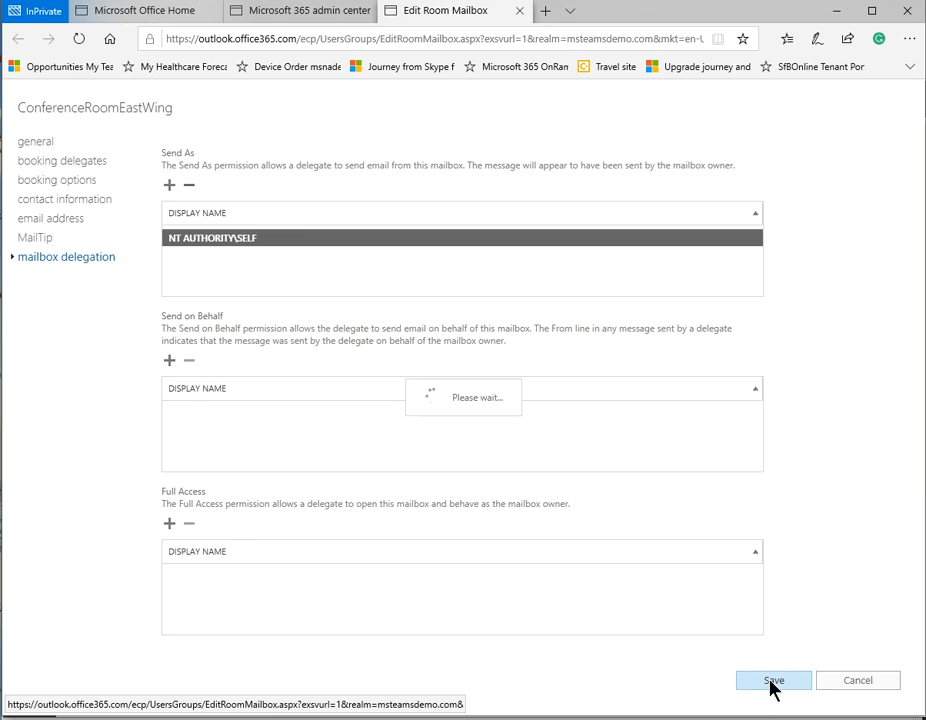 InPrivate
Microsoft Office Home
Microsoft 365 admin center
Edit Room Mailbox
https://outlook.office365.com/ecp/UsersGroups/EditRoomMailbox.aspx?exsvurl=1&realm=msteamsdemo.com&mkt=en-U
Opportunities My Tea
My Healthcare Foreca
Device Order msnade
Journey from Skype f
Microsoft 365 OnRam
Travel site
Upgrade journey and
SfBOnline Tenant Por
ConferenceRoomEastWing
general
booking delegates
booking options
contact information
email address
MailTip
mailbox delegation
Send As
The Send As permission allows a delegate to send email from this mailbox. The message will appear to have been sent by the mailbox owner.
DISPLAY NAME
NT AUTHORITY\SELF
Send on Behalf
The Send on Behalf permission allows the delegate to send email on behalf of this mailbox. The From line in any message sent by a delegate
indicates that the message was sent by the delegate on behalf of the mailbox owner.
DISPLAY NAME
Please wait...
Full Access
The Full Access permission allows a delegate to open this mailbox and behave as the mailbox owner.
DISPLAY NAME
Save
Cancel
https://outlook.office365.com/ecp/UsersGroups/EditRoomMailbox.aspx?exsvurl=1&realm=msteamsdemo.com&